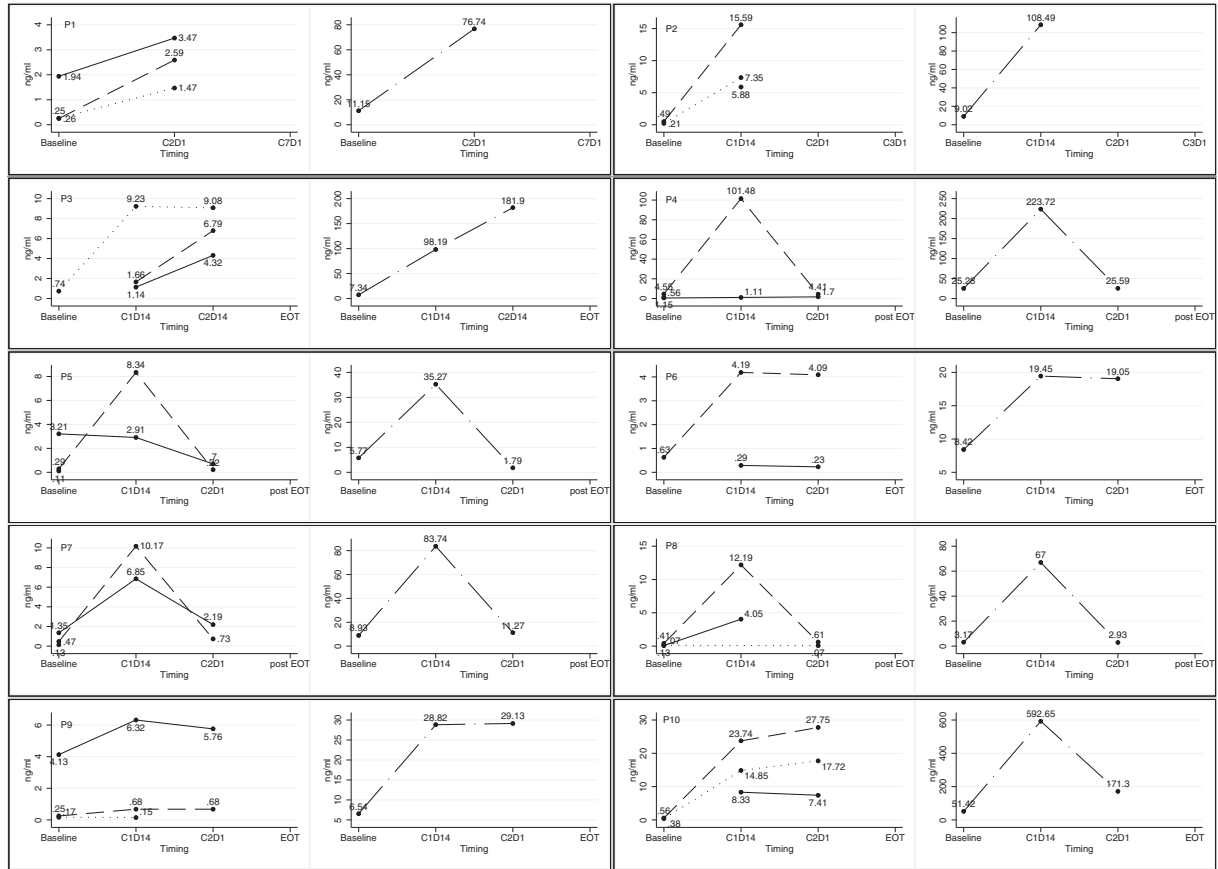 P1
ng/ml
0 1 2 3 4
1.94
3.47
.25
2.59
.26
1.47
Baseline C2D1 C7D1
Timing
ng/ml
0 20 40 60 80
11.15
76.74
Baseline C2D1 C7D1
Timing
P2
ng/ml
0 5 10 15
15.59
7.35
5.88
.49
.21
Baseline C1D14 C2D1 C3D1
Timing
ng/ml
0 20 40 60 80 100
9.02
108.49
Baseline C1D14 C2D1 C3D1
Timing
P3
ng/ml
0 2 4 6 8 10
.74
9.23
9.08
6.79
1.66
4.32
1.14
Baseline C1D14 C2D14 EOT
Timing
ng/ml
0 50 100 150 200
7.34
98.19
181.9
Baseline C1D14 C2D14 EOT
Timing
P4
ng/ml
0 20 40 60 80 100
101.48
.56
1.15
1.11
4.41
1.7
Baseline C1D14 C2D1 post EOT
Timing
ng/ml
0 50 100 150 200 250
25.28
223.72
25.59
Baseline C1D14 C2D1 post EOT
Timing
P5
ng/ml
0 2 4 6 8
8.34
3.21
2.91
.29
.11
.7
Baseline C1D14 C2D1 post EOT
Timing
ng/ml
0 10 20 30 40
5.77
35.27
1.79
Baseline C1D14 C2D1 post EOT
Timing
P6
ng/ml
0 1 2 3 4
.63
4.19
4.09
.29
.23
Baseline C1D14 C2D1 EOT
Timing
ng/ml
5 10 15 20
8.42
19.45
19.05
Baseline C1D14 C2D1 EOT
Timing
P7
ng/ml
0 2 4 6 8 10
10.17
6.85
1.35
.47
.13
2.19
.73
Baseline C1D14 C2D1 post EOT
Timing
ng/ml
0 20 40 60 80
8.93
83.74
11.27
Baseline C1D14 C2D1 post EOT
Timing
P8
ng/ml
0 5 10 15
12.19
4.05
.41
.07
.13
.61
.07
Baseline C1D14 C2D1 post EOT
Timing
ng/ml
0 20 40 60 80
3.17
67
2.93
Baseline C1D14 C2D1 post EOT
Timing
P9
ng/ml
0 2 4 6
4.13
6.32
5.76
.25
.17
.68
.15
.68
Baseline C1D14 C2D1 EOT
Timing
ng/ml
5 10 15 20 25 30
6.54
28.82
29.13
Baseline C1D14 C2D1 EOT
Timing
P10
ng/ml
0 10 20 30
.56
.38
23.74
27.75
14.85
17.72
8.33
7.41
Baseline C1D14 C2D1 EOT
Timing
ng/ml
0 200 400 600
51.42
592.65
171.3
Baseline C1D14 C2D1 EOT
Timing